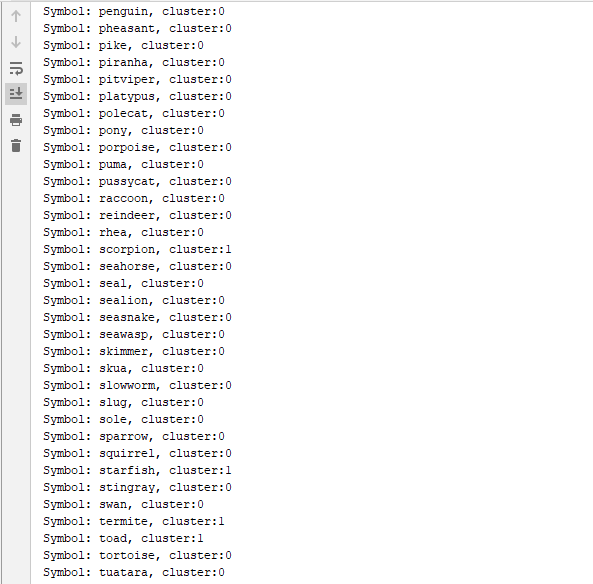 Symbol: penguin, cluster:0
Symbol: pheasant, cluster:0
Symbol: pike, cluster:0
Symbol: piranha, cluster:0
Symbol: pitviper, cluster:0
Symbol: platypus, cluster:0
Symbol: polecat, cluster:0
Symbol: pony, cluster:0
Symbol: porpoise, cluster:0
Symbol: puma, cluster:0
Symbol: pussycat, cluster:0
Symbol: raccoon, cluster:0
Symbol: reindeer, cluster:0
Symbol: rhea, cluster:0
Symbol: scorpion, cluster:1
Symbol: seahorse, cluster:0
Symbol: seal, cluster:0
Symbol: sealion, cluster:0
Symbol: seasnake, cluster:0
Symbol: seawasp, cluster:0
Symbol: skimmer, cluster:0
Symbol: skua, cluster:0
Symbol: slowworm, cluster:0
Symbol: slug, cluster:0
Symbol: sole, cluster:0
Symbol: sparrow, cluster:0
Symbol: squirrel, cluster:0
Symbol: starfish, cluster:1
Symbol: stingray, cluster:0
Symbol: swan, cluster:0
Symbol: termite, cluster:1
Symbol: toad, cluster:1
Symbol: tortoise, cluster:0
Symbol: tuatara, cluster:0